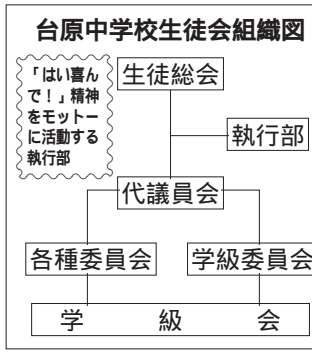 台原中学校生徒会組織図
「はい喜ん
で！」精神
をモットー
に活動する
執行部
生徒総会
執行部
代議員会
各種委員会
学級委員会
学級会